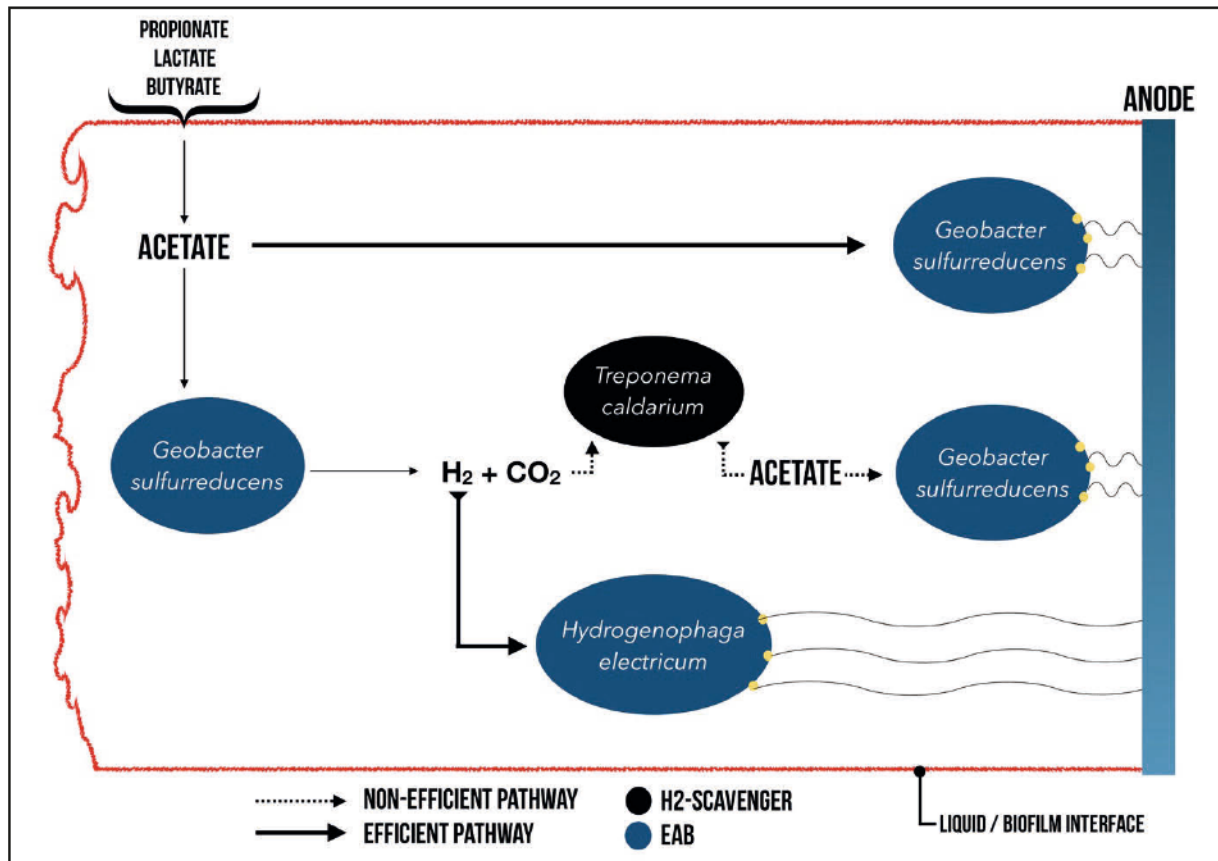 PROPIONATE
LACTATE
BUTYRATE
ANODE
ACETATE
Geobacter
sulfurreducens
Treponema
caldarium
Geobacter
sulfurreducens
H2 + CO2
ACETATE
Geobacter
sulfurreducens
Hydrogenophaga
electricum
NON-EFFICIENT PATHWAY
H2-SCAVENGER
EFFICIENT PATHWAY
EAB
LIQUID / BIOFILM INTERFACE